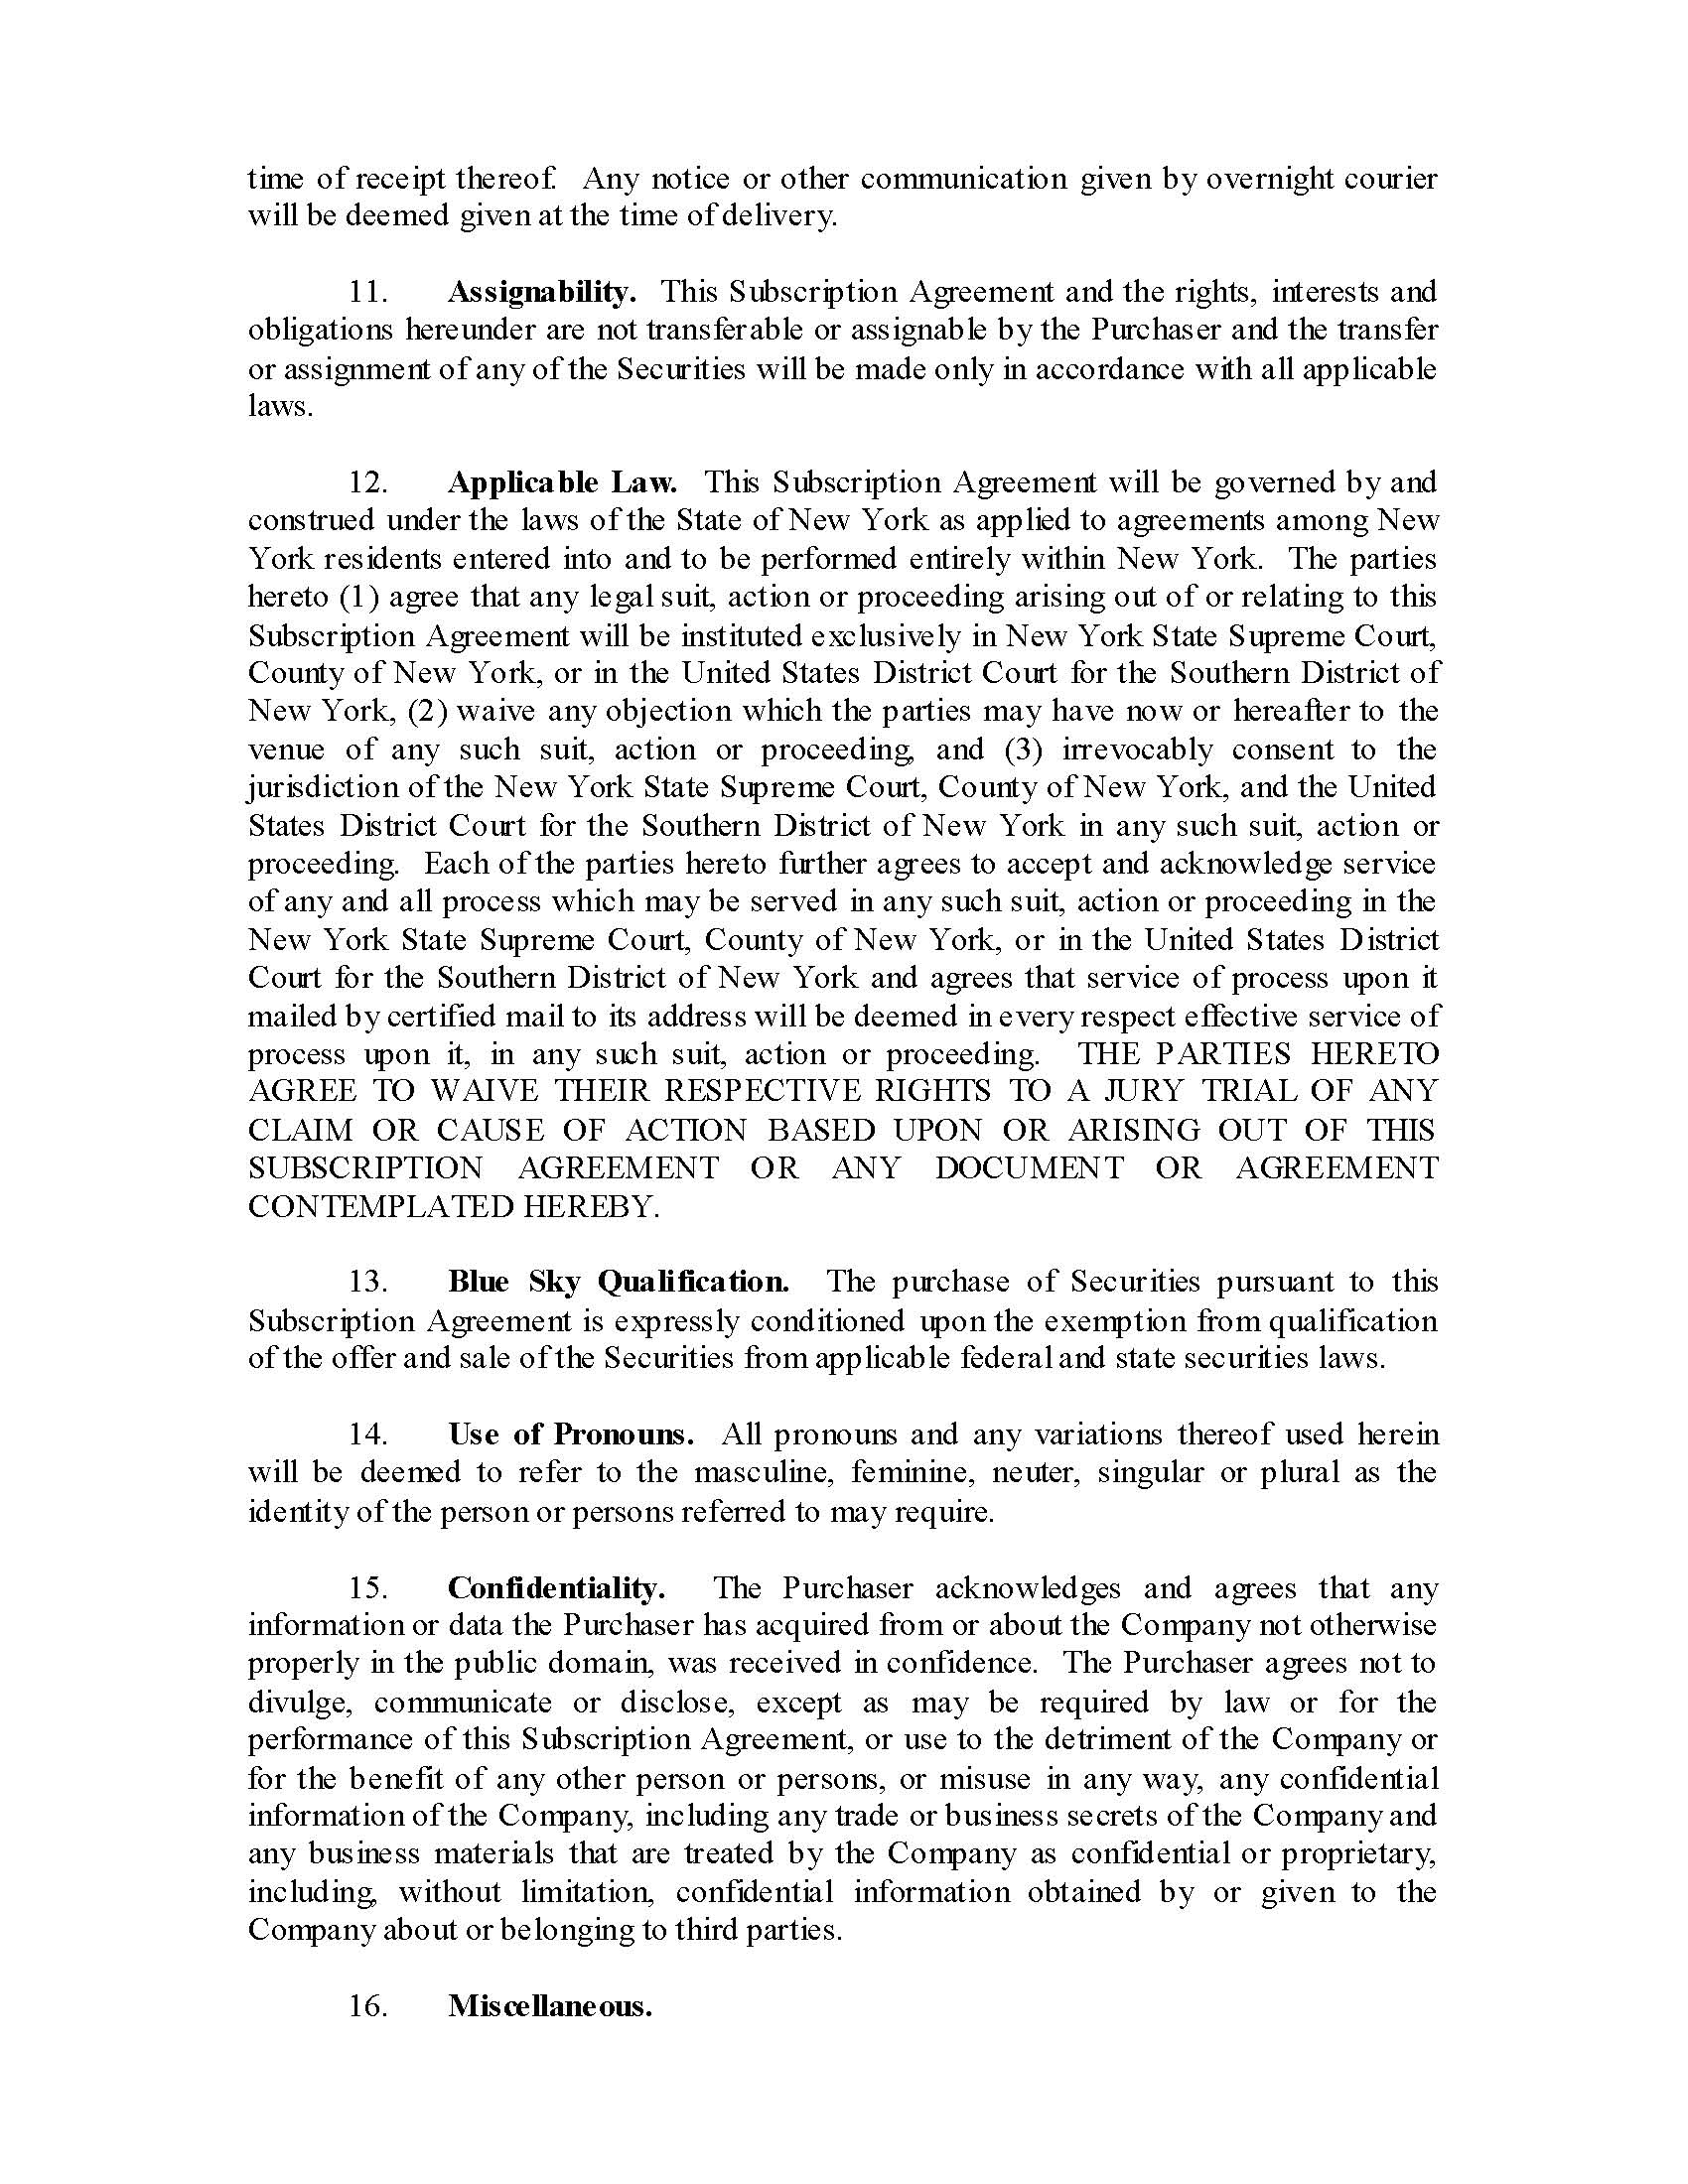 time of receipt thereof. Any notice or other communication given by overnight courier
will be deemed given at the time of delivery.
11. Assignability. This Subscription Agreement and the rights, interests and
obligations hereunder are not transferable or assignable by the Purchaser and the transfer
or assignment of any of the Securities will be made only in accordance with all applicable
laws.
12. Applicable Law. This Subscription Agreement will be governed by and
construed under the laws of the State of New York as applied to agreements among New
York residents entered into and to be performed entirely within New York. The parties
hereto (1) agree that any legal suit, action or proceeding arising out of or relating to this
Subscription Agreement will be instituted exclusively in New York State Supreme Court,
County of New York, or in the United States District Court for the Southern District of
New York, (2) waive any objection which the parties may have now or hereafter to the
venue of any such suit, action or proceeding, and (3) irrevocably consent to the
jurisdiction of the New York State Supreme Court, County of New York, and the United
States District Court for the Southern District of New York in any such suit, action or
proceeding. Each of the parties hereto further agrees to accept and acknowledge service
of any and all process which may be served in any such suit, action or proceeding in the
New York State Supreme Court, County of New York, or in the United States District
Court for the Southern District of New York and agrees that service of process upon it
mailed by certified mail to its address will be deemed in every respect effective service of
process upon it, in any such suit, action or proceeding. THE PARTIES HERETO
AGREE TO WAIVE THEIR RESPECTIVE RIGHTS TO A JURY TRIAL OF ANY
CLAIM OR CAUSE OF ACTION BASED UPON OR ARISING OUT OF THIS
SUBSCRIPTION AGREEMENT OR ANY DOCUMENT OR AGREEMENT
CONTEMPLATED HEREBY.
13. Blue Sky Qualification. The purchase of Securities pursuant to this
Subscription Agreement is expressly conditioned upon the exemption from qualification
of the offer and sale of the Securities from applicable federal and state securities laws.
14. Use of Pronouns. All pronouns and any variations thereof used herein
will be deemed to refer to the masculine, feminine, neuter, singular or plural as the
identity of the person or persons referred to may require.
15. Confidentiality. The Purchaser acknowledges and agrees that any
information or data the Purchaser has acquired from or about the Company not otherwise
properly in the public domain, was received in confidence. The Purchaser agrees not to
divulge, communicate or disclose, except as may be required by law or for the
performance of this Subscription Agreement, or use to the detriment of the Company or
for the benefit of any other person or persons, or misuse in any way, any confidential
information of the Company, including any trade or business secrets of the Company and
any business materials that are treated by the Company as confidential or proprietary,
including, without limitation, confidential information obtained by or given to the
Company about or belonging to third parties.
16. Miscellaneous.